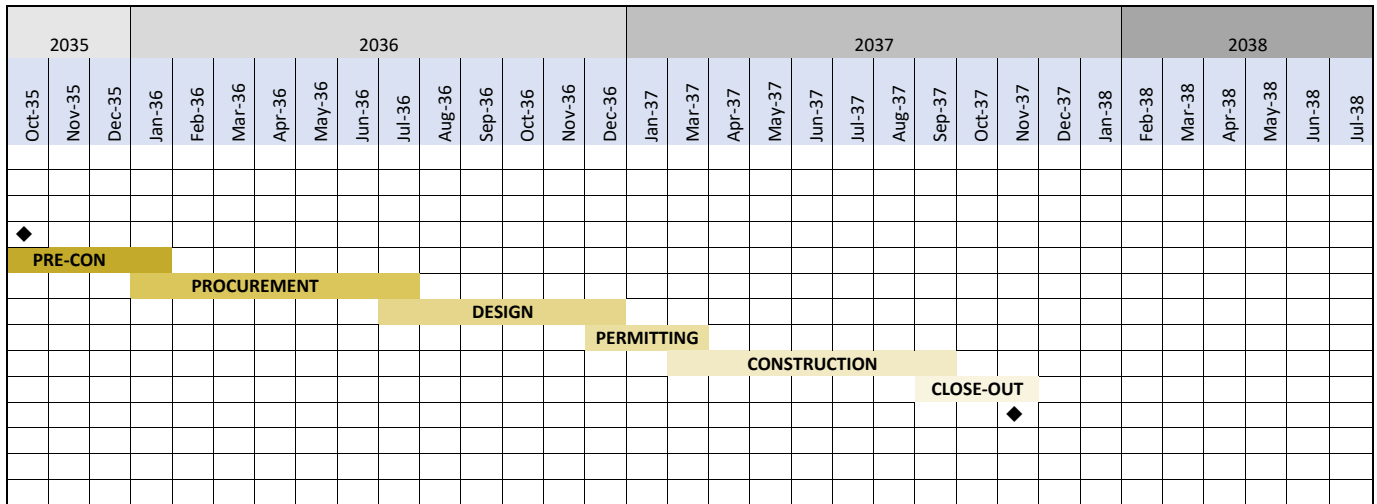 2035 2036 2037 2038
Oct-35 Nov-35 Dec-35 Jan-36 Feb-36 Mar-36 Apr-36 May-36 Jun-36 Jul-36 Aug-36 Sep-36 Oct-36 Nov-36 Dec-36 Jan-37 Mar-37 Apr-37 May-37 Jun-37 Jul-37 Aug-37 Sep-37 Oct-37 Nov-37 Dec-37 Jan-38 Feb-38 Mar-38 Apr-38 May-38 Jun-38 Jul-38
PRE-CON
PROCUREMENT
DESIGN
PERMITTING
CONSTRUCTION
CLOSE-OUT